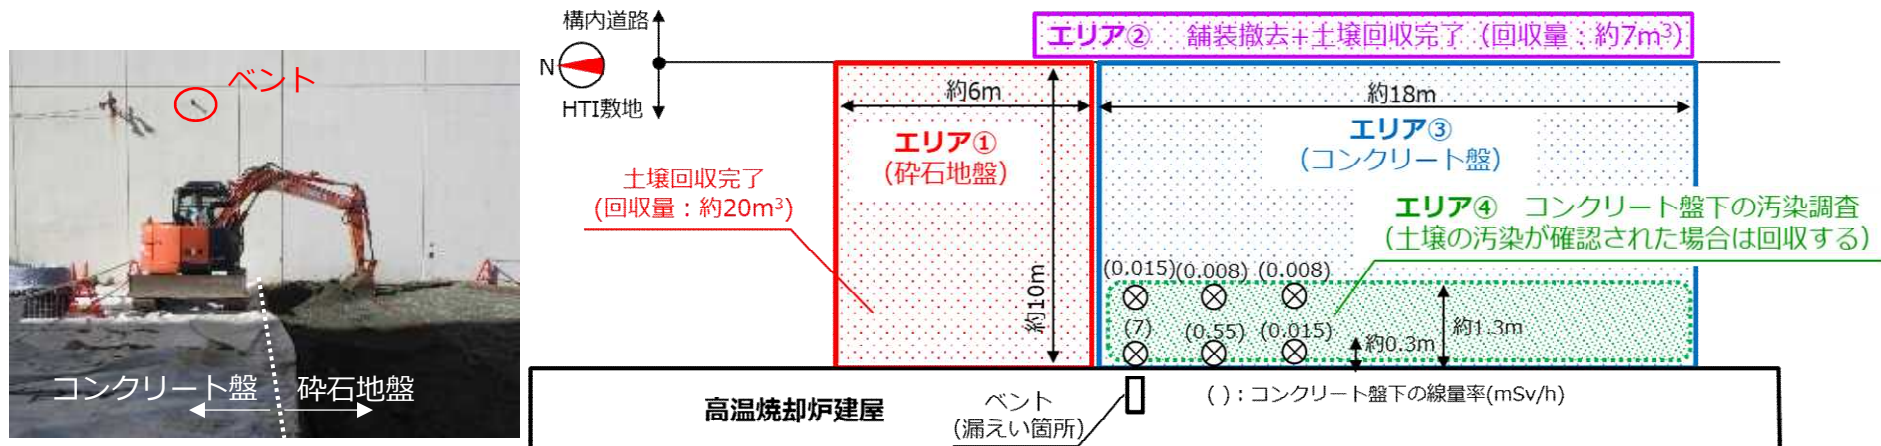 ベント
コンクリート盤
砕石地盤
構内道路
N
HTI敷地
エリア② 舗装撤去+土壌回収完了 (回収量：約7m³)
約6m
約18m
エリア①
(砕石地盤)
エリア③
(コンクリート盤)
土壌回収完了
(回収量：約20m³)
約10m
エリア④ コンクリート盤下の汚染調査
(土壌の汚染が確認された場合は回収する)
(0.015) (0.008) (0.008)
(7) (0.55) (0.015)
約1.3m
約0.3m
高温焼却炉建屋
ベント
(漏えい箇所)
( )：コンクリート盤下の線量率(mSv/h)